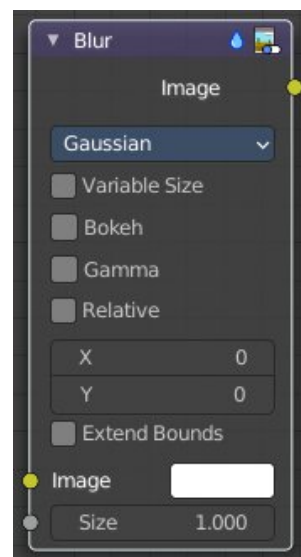 Blur
Image
Gaussian
Variable Size
Bokeh
Gamma
Relative
X 0
Y 0
Extend Bounds
Image
Size 1.000